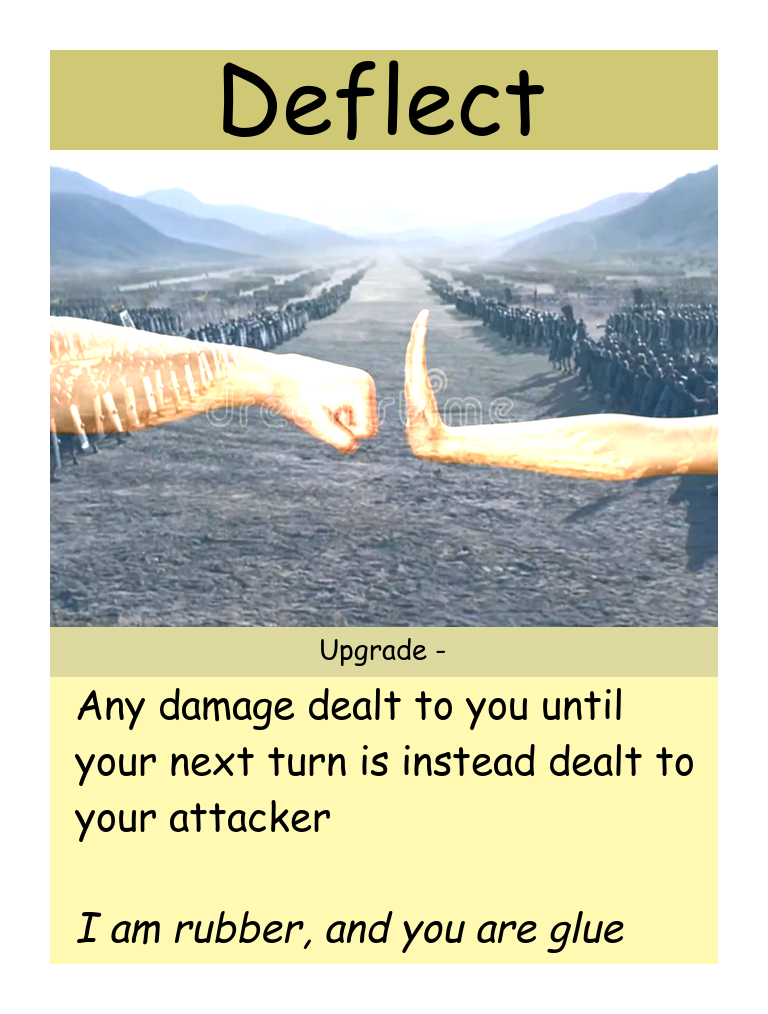 Deflect
dreamstime
Upgrade -
Any damage dealt to you until
your next turn is instead dealt to
your attacker
I am rubber, and you are glue